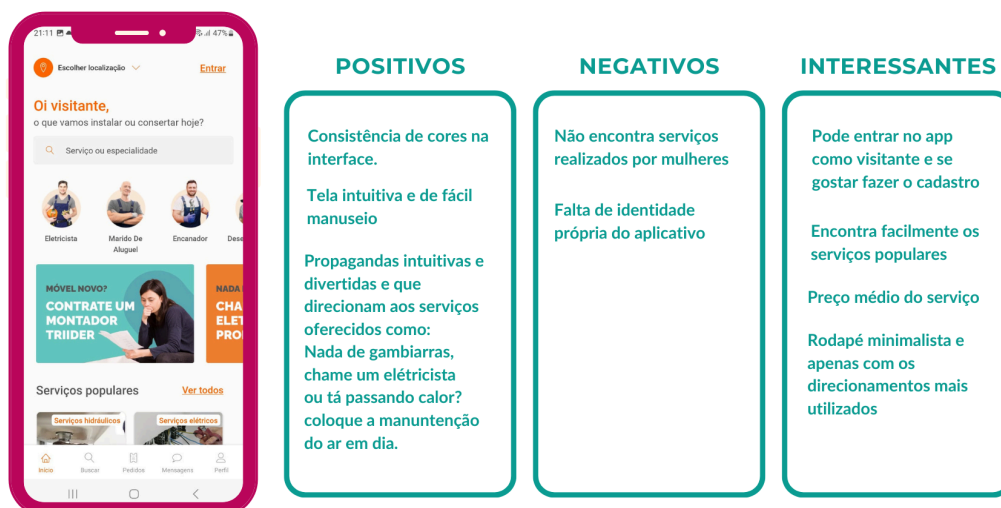 21:11
47%
Escolher localização
Entrar
Oi visitante,
o que vamos instalar ou consertar hoje?
Serviço ou especialidade
Eletricista
Marido De
Aluguel
Encanador
Dese
MÓVEL NOVO?
CONTRATE UM
MONTADOR
TRIIDER
NADA
CHA
ELET
PRO
Serviços populares
Ver todos
Serviços hidráulicos
Serviços elétricos
Início
Buscar
Pedidos
Mensagens
Perfil
POSITIVOS
Consistência de cores na
interface.
Tela intuitiva e de fácil
manuseio
Propagandas intuitivas e
divertidas e que
direcionam aos serviços
oferecidos como:
Nada de gambiarras,
chame um elétricista
ou tá passando calor?
coloque a manuntenção
do ar em dia.
NEGATIVOS
Não encontra serviços
realizados por mulheres
Falta de identidade
própria do aplicativo
INTERESSANTES
Pode entrar no app
como visitante e se
gostar fazer o cadastro
Encontra facilmente os
serviços populares
Preço médio do serviço
Rodapé minimalista e
apenas com os
direcionamentos mais
utilizados